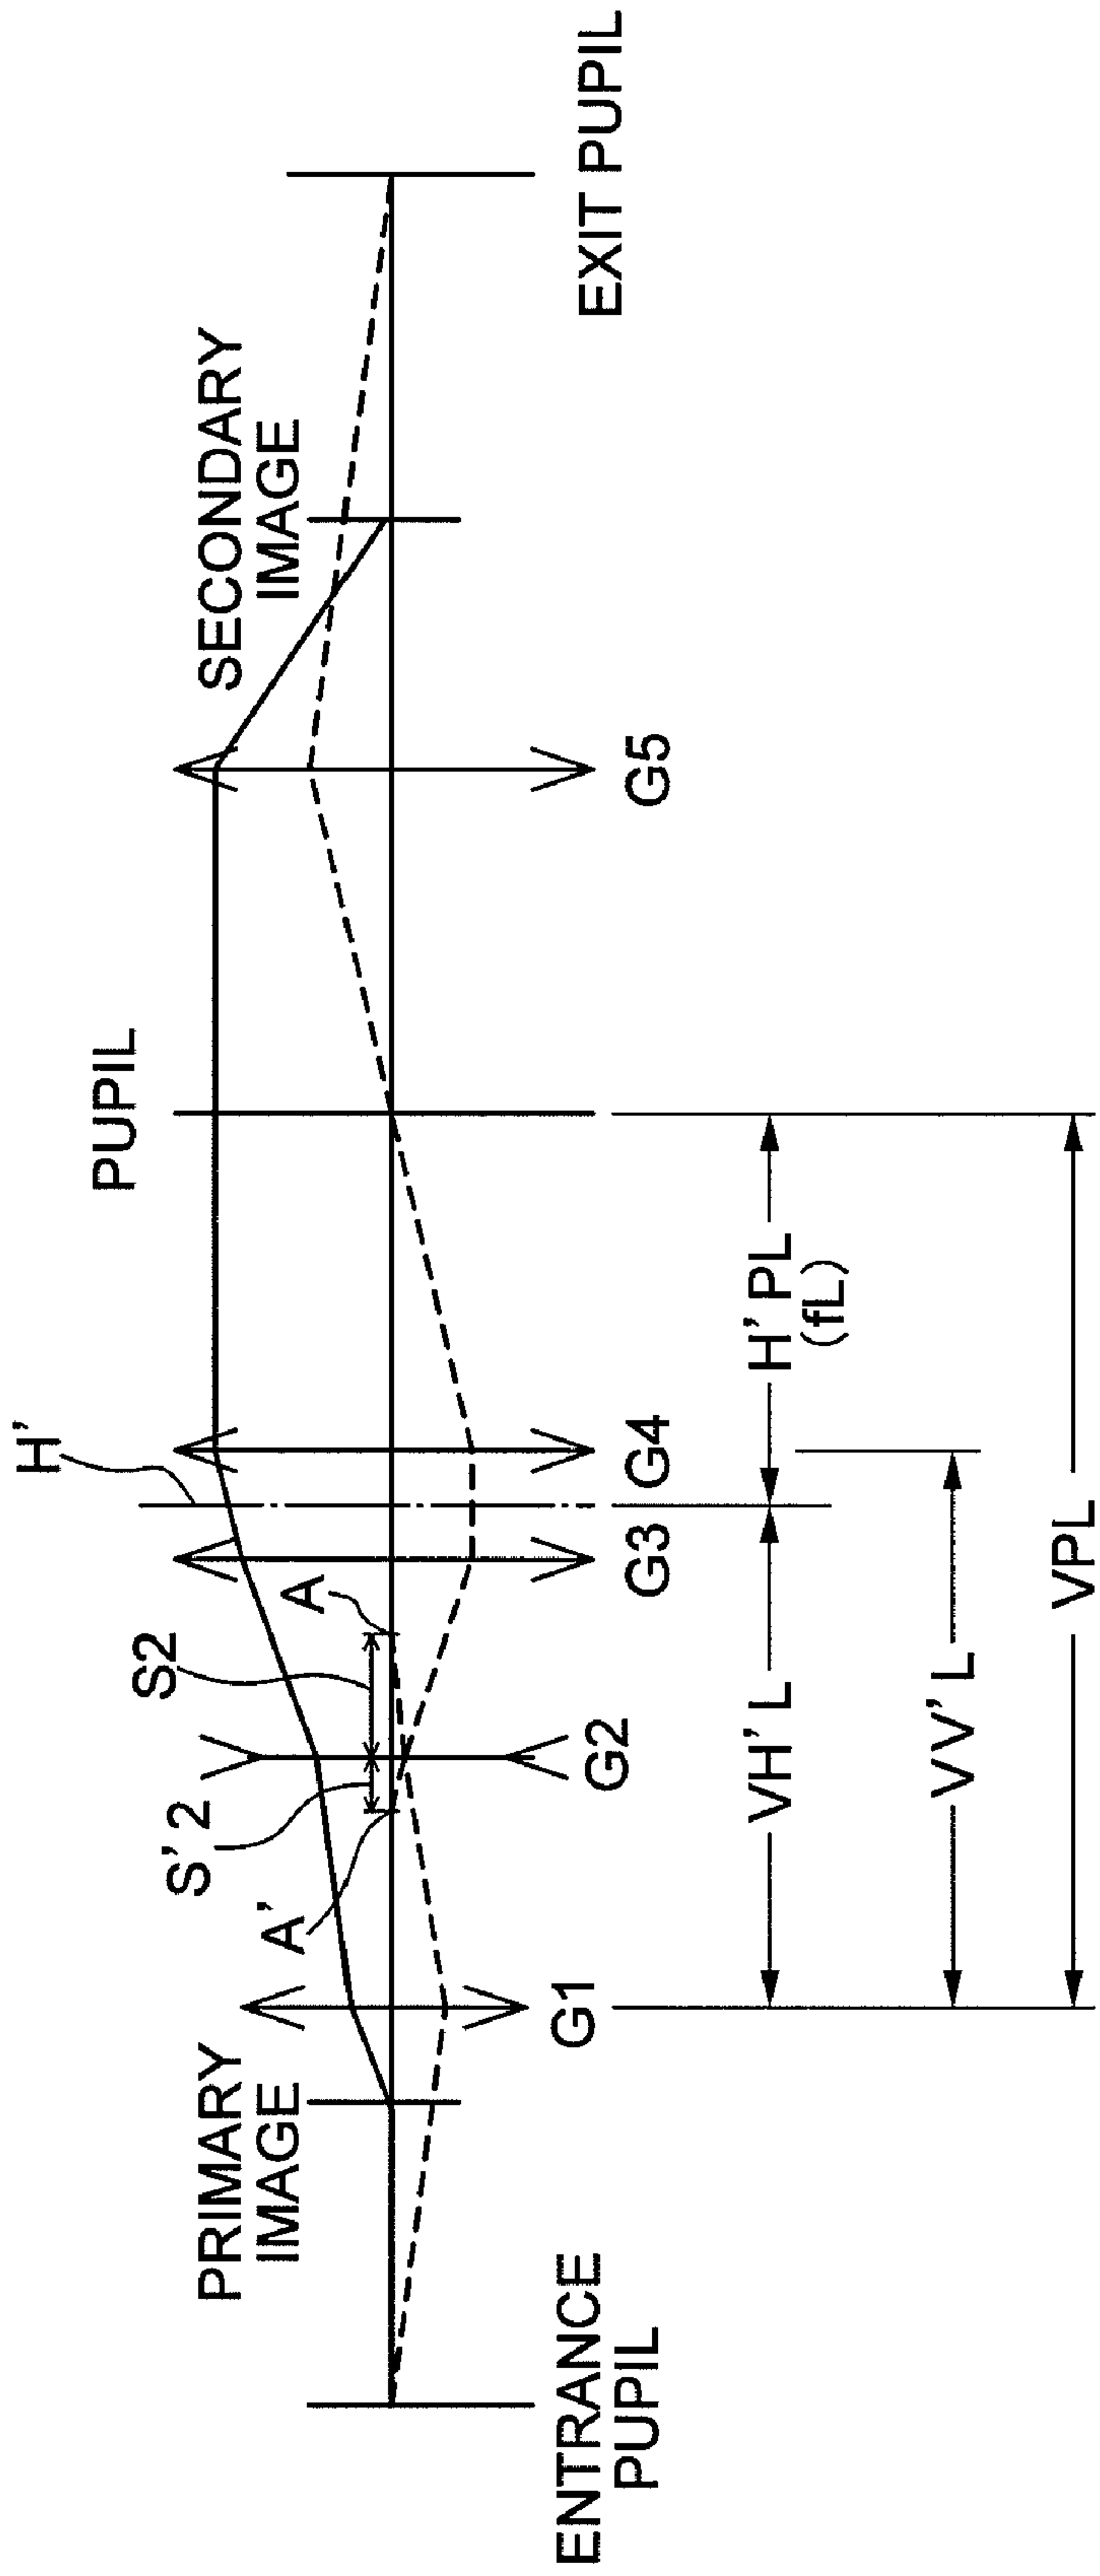 H'
PUPIL
SECONDARY
IMAGE
S2
S'2
A
A'
PRIMARY
IMAGE
ENTRANCE
PUPIL
G1
G2
G3
G4
G5
EXIT PUPIL
VH'L
H'PL
(fL)
VV'L
VPL